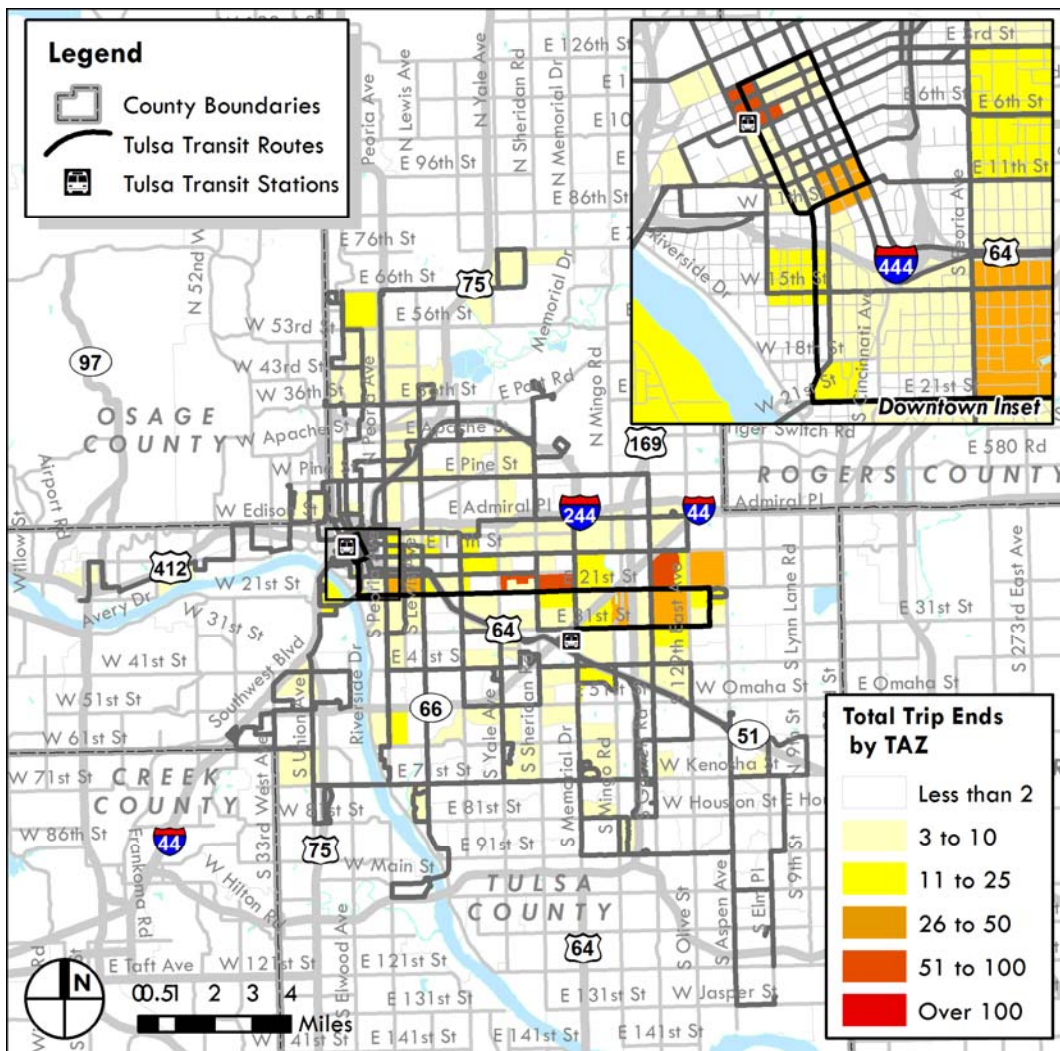 Legend
County Boundaries
Tulsa Transit Routes
Tulsa Transit Stations
E 126th St
E 96th St
E 86th St
E 76th St
E 66th St
E 56th St
W 53rd St
W 43rd St
W 36th St
W Apache St
E Apache St
E Pine St
W Edison St
E Admiral Pl
Admiral Pl
E 580 Rd
Peoria Ave
N Lewis Ave
N Yale Ave
N Sheridan Rd
N Memorial Dr
N Peoria Ave
Memorial Dr
N Mingo Rd
N 52nd W
E Port Rd
75
97
169
244
44
412
OSAGE
COUNTY
ROGERS COUNTY
Airport Rd
Willow St
Avery Dr
W 21st St
W 31st St
W 41st St
W 51st St
W 61st St
W 71st St
W 86th St
Southwest Blvd
S Union Ave
S 33rd West Ave
Riverside Dr
E 21st St
E 31st St
E 51st St
E 81st St
E 91st St
64
66
51
S Yale Ave
S Sheridan Rd
S Memorial Dr
S Mingo Rd
S 129th East Ave
S Lynn Lane Rd
S 273rd East Ave
E 31st St
W Omaha St
E Omaha St
W Kenosha St
W Houston St
CREEK
COUNTY
44
75
Frankoma Rd
W Hilton Rd
W Main St
TULSA
COUNTY
64
S Olive St
S Aspen Ave
S Elm Pl
S 9th St
E Taft Ave
W 121st St
E 121st St
S Elwood Ave
E 131st St
E 131st St
W Jasper St
E 141st St
E 141st St
E 141st St
N
0 0.5 1 2 3 4
Miles
E 3rd St
E 6th St
E 6th St
E 11th St
W 11th St
S Peoria Ave
64
444
Riverside Dr
W 15th St
W 18th St
W 21st St
S Cincinnati Ave
E 21st St
Downtown Inset
Total Trip Ends
by TAZ
Less than 2
3 to 10
11 to 25
26 to 50
51 to 100
Over 100